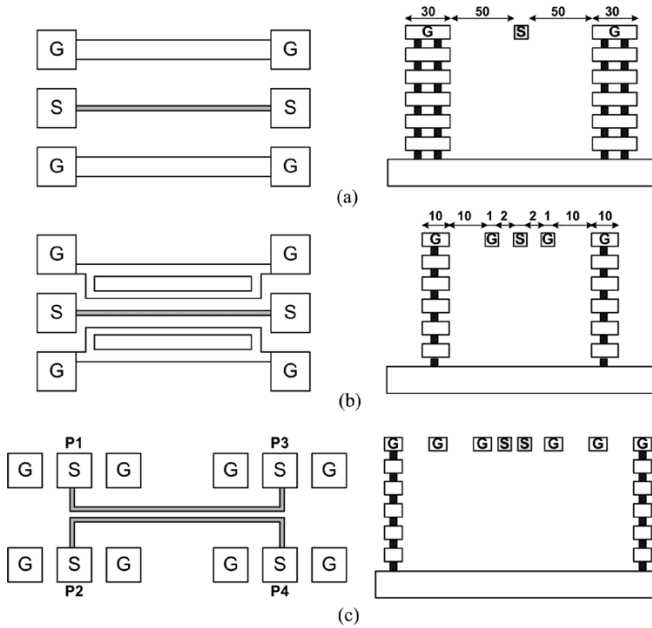 30 50 50 30
G G G S G
S S
G G
(a)
10 10 1 2 2 1 10 10
G G G G S G G
S S
G G
(b)
P1 P3
G S G G S G G G G S S G G G
G S G G S G
P2 P4
(c)